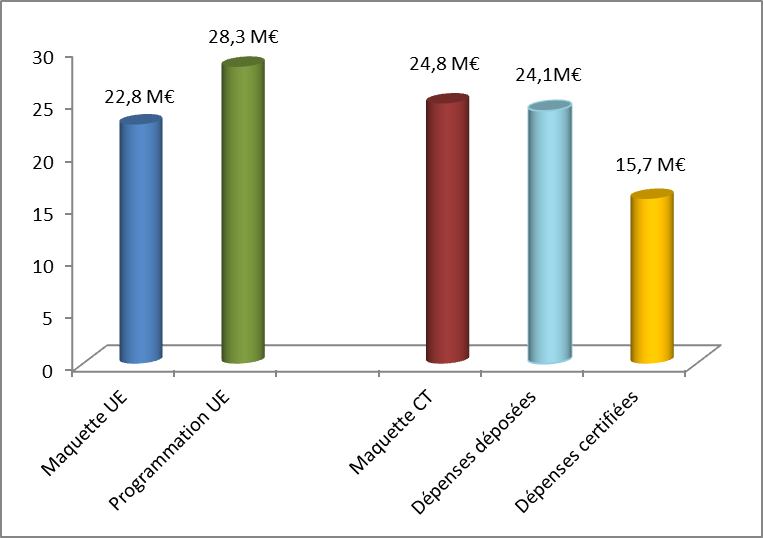 28,3 M€
22,8 M€
24,8 M€
24,1M€
15,7 M€
30
25
20
15
10
5
0
Maquette UE
Programmation UE
Maquette CT
Dépenses déposées
Dépenses certifiées